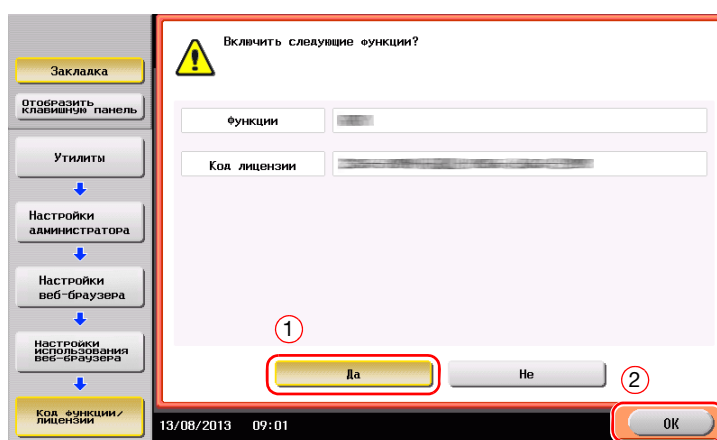 Закладка
Отобразить
клавишную панель
Утилиты
Настройки
администратора
Настройки
веб-браузера
Настройки
использования
веб-браузера
Код функции/
лицензии
Включить следующие функции?
Функции
Код лицензии
1
Да
Не
2
13/08/2013 09:01
OK